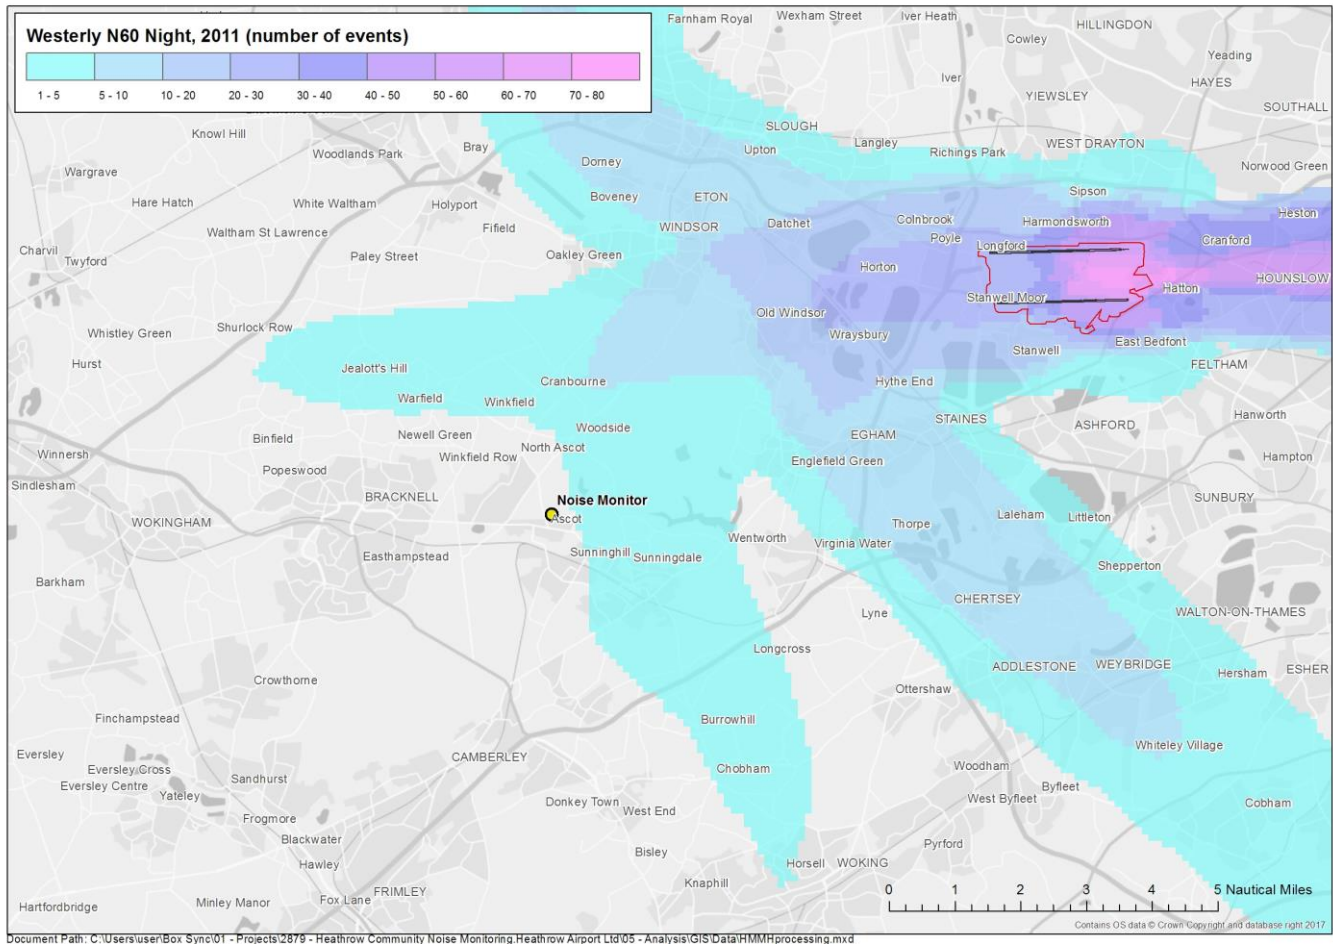 Westerly N60 Night, 2011 (number of events)
1 - 5 5 - 10 10 - 20 20 - 30 30 - 40 40 - 50 50 - 60 60 - 70 70 - 80
Farnham Royal
Wexham Street
Iver Heath
HILLINGDON
Cowley
Yeading
Iver
HAYES
YIEWSLEY
SOUTHALL
SLOUGH
Knowl Hill
Bray
Upton
Langley
WEST DRAYTON
Woodlands Park
Richings Park
Dorney
Norwood Green
Wargrave
Sipson
Hare Hatch
White Waltham
Holyport
Boveney
ETON
Heston
Waltham St Lawrence
Fifield
WINDSOR
Datchet
Colnbrook
Harmondsworth
Poyle
Cranford
Charvil
Twyford
Paley Street
Oakley Green
Longford
Horton
HOUNSLOW
Hatton
Stanwell Moor
Old Windsor
Whistley Green
Shurlock Row
Wraysbury
East Bedfont
Stanwell
Hurst
Jealott's Hill
FELTHAM
Cranbourne
Hythe End
Warfield
Winkfield
Hanworth
STAINES
ASHFORD
Woodside
Binfield
Newell Green
EGHAM
North Ascot
Winnersh
Winkfield Row
Englefield Green
Hampton
Popeswood
Sindlesham
BRACKNELL
Noise Monitor
SUNBURY
Ascot
Laleham
Littleton
WOKINGHAM
Thorpe
Wentworth
Virginia Water
Easthampstead
Sunninghill
Sunningdale
Shepperton
Barkham
CHERTSEY
WALTON-ON-THAMES
Lyne
Longcross
ADDLESTONE
WEYBRIDGE
Hersham
ESHER
Crowthorne
Ottershaw
Finchampstead
Burrowhill
Whiteley Village
Eversley
CAMBERLEY
Chobham
Woodham
Eversley Cross
Sandhurst
Eversley Centre
Byfleet
Yateley
Donkey Town
West Byfleet
Cobham
West End
Frogmore
Blackwater
Pyrford
Bisley
Hawley
Horsell
WOKING
Knaphill
FRIMLEY
Fox Lane
Minley Manor
Hartfordbridge
0 1 2 3 4 5 Nautical Miles
Contains OS data © Crown Copyright and database right 2017
Document Path: C:\Users\user\Box Sync\01 - Projects\2879 - Heathrow Community Noise Monitoring.Heathrow Airport Ltd\05 - Analysis\GIS\Data\HMMHprocessing.mxd